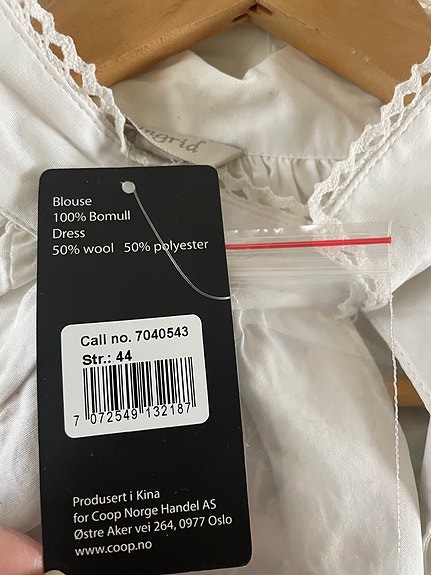 Blouse
100% Bomull
Dress
50% wool 50% polyester
Call no. 7040543
Str.: 44
7 072549 132187
Produsert i Kina
for Coop Norge Handel AS
Østre Aker vei 264, 0977 Oslo
www.coop.no